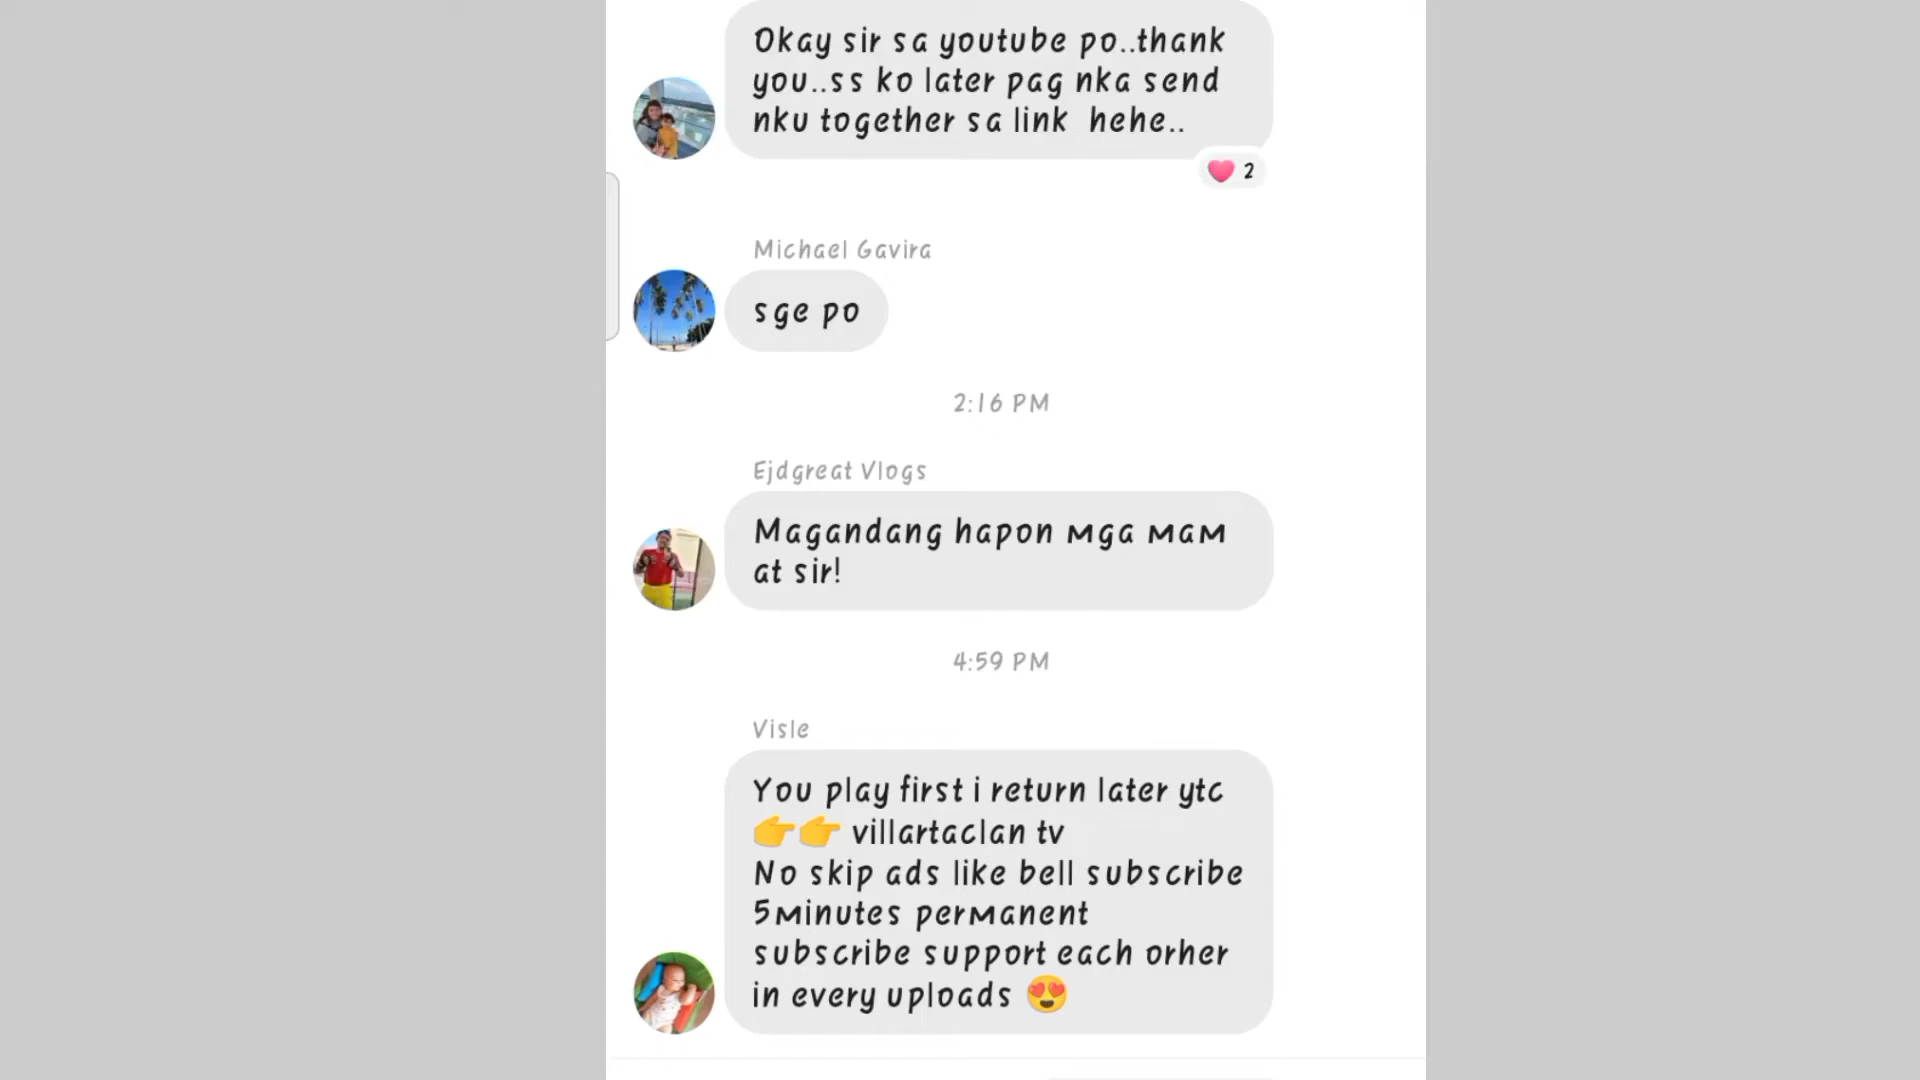 Okay sir sa youtube po..thank
you..ss ko later pag nka send
nku together sa link hehe..
2
Michael Gavira
sge po
2:16 PM
Ejdgreat Vlogs
Magandang hapon mga mam
at sir!
4:59 PM
Visle
You play first i return later ytc
👉👉 villartaclan tv
No skip ads like bell subscribe
5minutes permanent
subscribe support each orher
in every uploads 😍